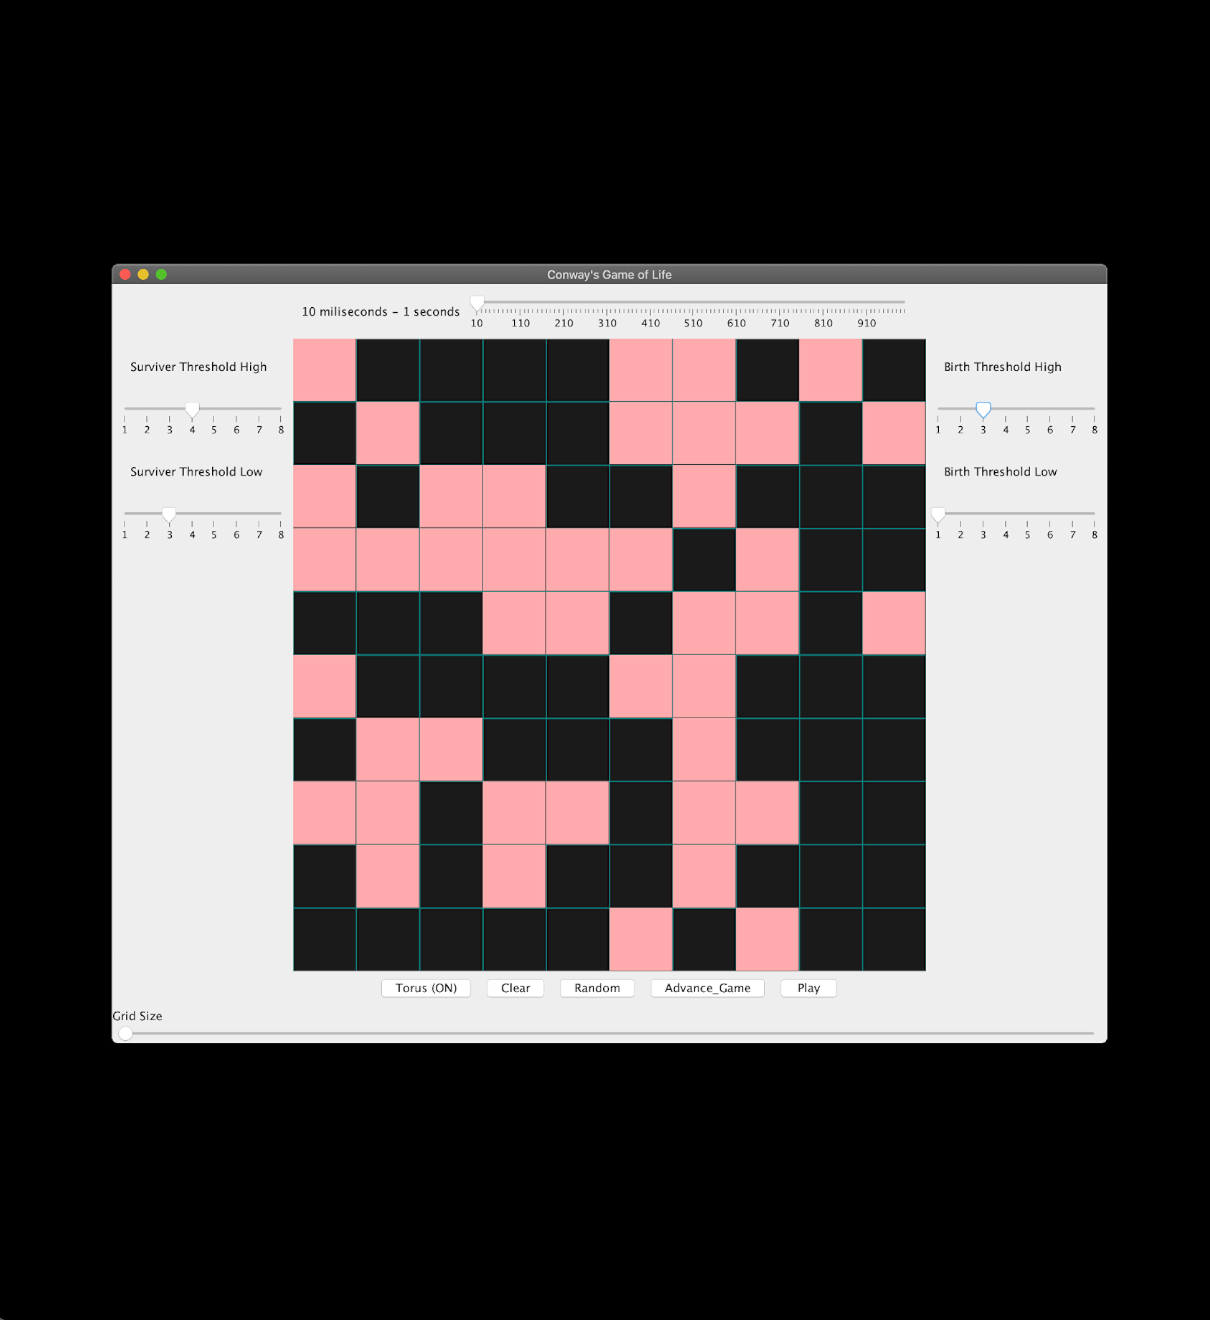 Conway's Game of Life
10 miliseconds - 1 seconds
10 110 210 310 410 510 610 710 810 910
Surviver Threshold High
1 2 3 4 5 6 7 8
Surviver Threshold Low
1 2 3 4 5 6 7 8
Birth Threshold High
1 2 3 4 5 6 7 8
Birth Threshold Low
1 2 3 4 5 6 7 8
Torus (ON) Clear Random Advance_Game Play
Grid Size